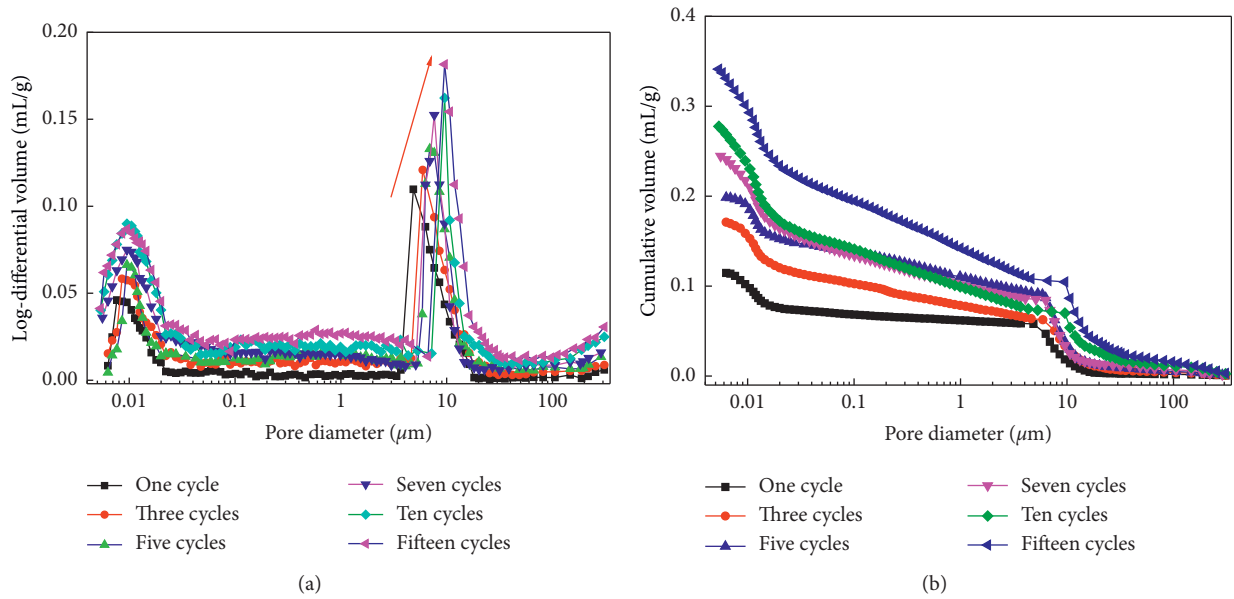 0.20
0.15
0.10
0.05
0.00
Log-differential volume (mL/g)
0.01 0.1 1 10 100
Pore diameter (μm)
One cycle
Three cycles
Five cycles
Seven cycles
Ten cycles
Fifteen cycles
(a)
0.4
0.3
0.2
0.1
0.0
Cumulative volume (mL/g)
0.01 0.1 1 10 100
Pore diameter (μm)
One cycle
Three cycles
Five cycles
Seven cycles
Ten cycles
Fifteen cycles
(b)